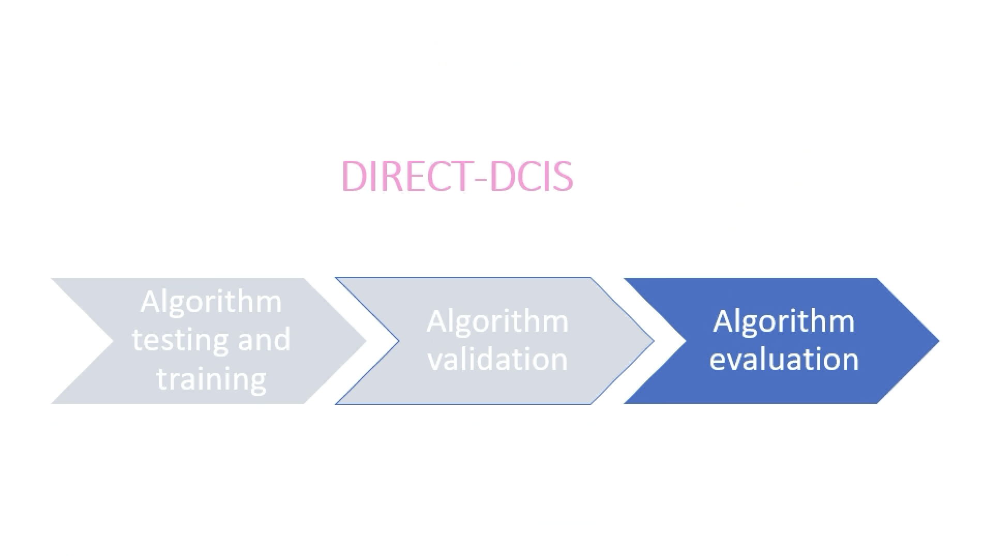 DIRECT-DCIS
Algorithm
testing and
training
Algorithm
validation
Algorithm
evaluation